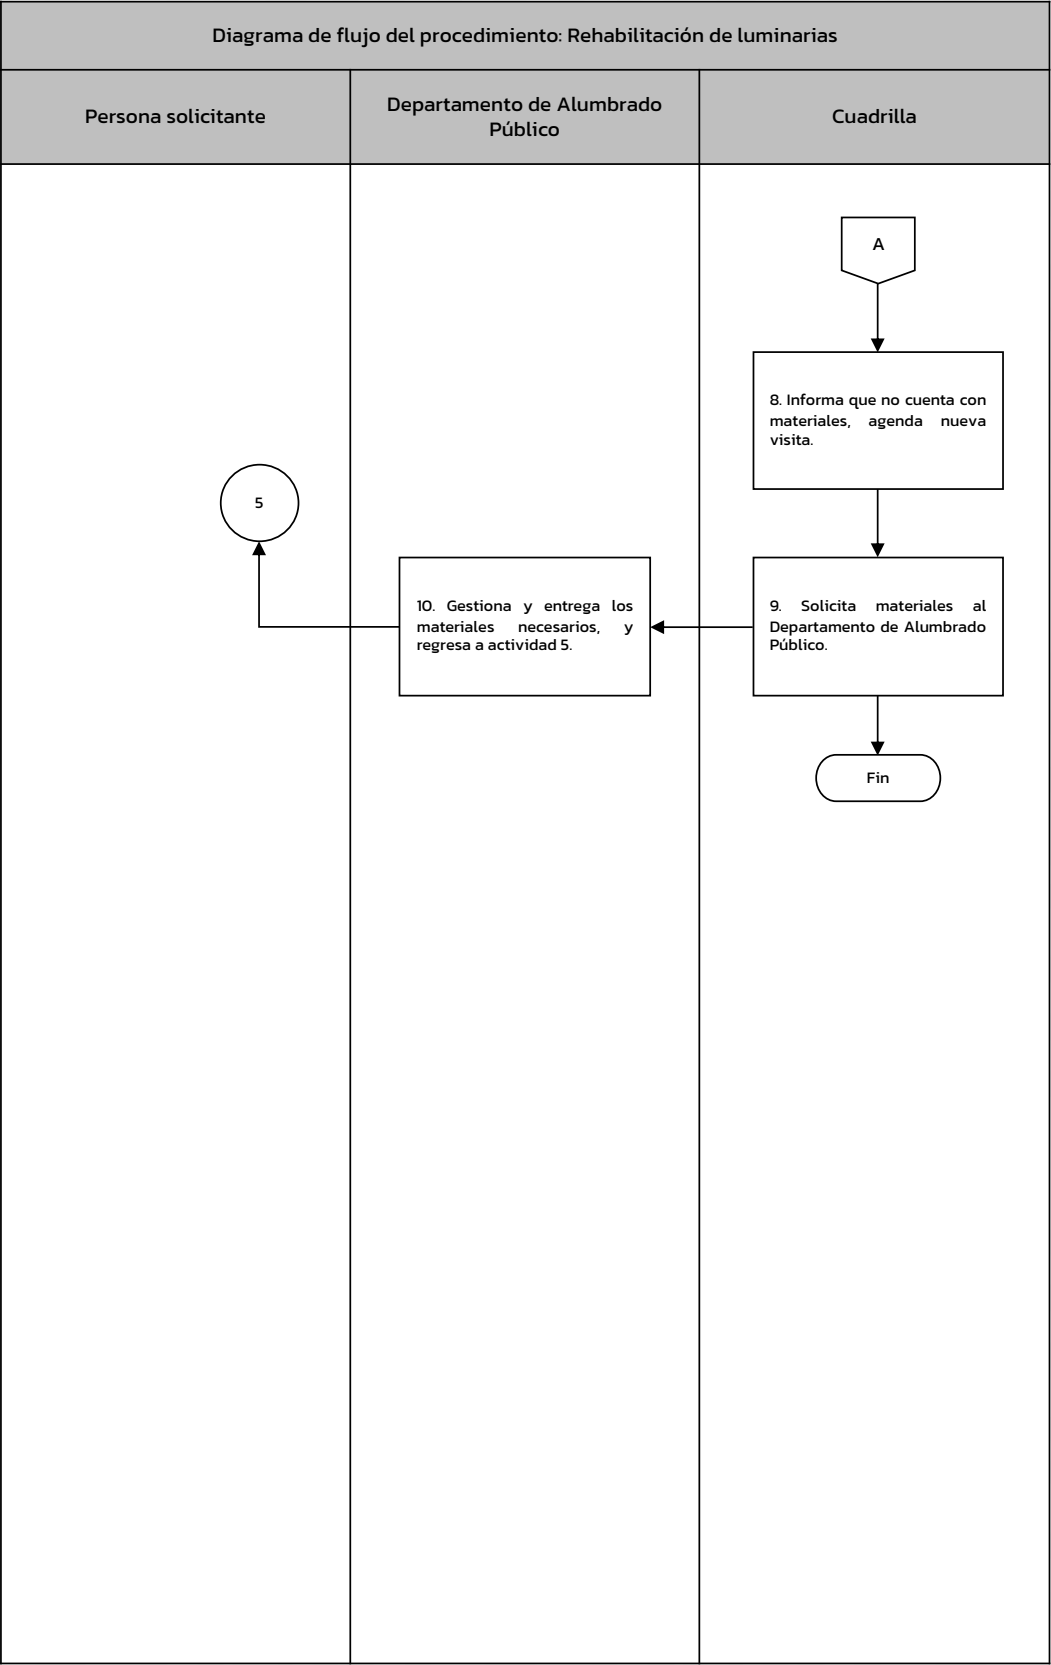 Diagrama de flujo del procedimiento: Rehabilitación de luminarias
Persona solicitante
Departamento de Alumbrado
Público
Cuadrilla
A
8. Informa que no cuenta con
materiales, agenda nueva
visita.
5
10. Gestiona y entrega los
materiales necesarios, y
regresa a actividad 5.
9. Solicita materiales al
Departamento de Alumbrado
Público.
Fin